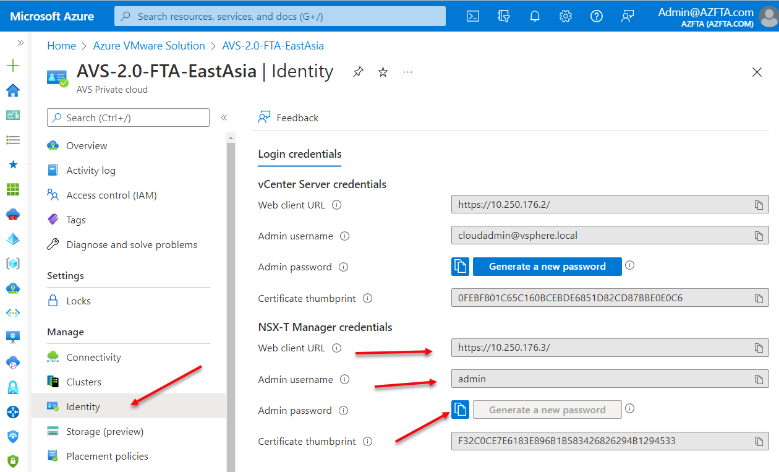 Microsoft Azure
Search resources, services, and docs (G+/)
Admin@AZFTA.com
AZFTA (AZFTA.COM)
Home > Azure VMware Solution > AVS-2.0-FTA-EastAsia
AVS-2.0-FTA-EastAsia | Identity
AVS Private cloud
Search (Ctrl+/)
Overview
Activity log
Access control (IAM)
Tags
Diagnose and solve problems
Settings
Locks
Manage
Connectivity
Clusters
Identity
Storage (preview)
Placement policies
Feedback
Login credentials
vCenter Server credentials
Web client URL
https://10.250.176.2/
Admin username
cloudadmin@vsphere.local
Admin password
Generate a new password
Certificate thumbprint
0FEBF801C65C160BCEBDE6851D82CD87BBE0E0C6
NSX-T Manager credentials
Web client URL
https://10.250.176.3/
Admin username
admin
Admin password
Generate a new password
Certificate thumbprint
F32C0CE7E6183E896B1B583426826294B1294533